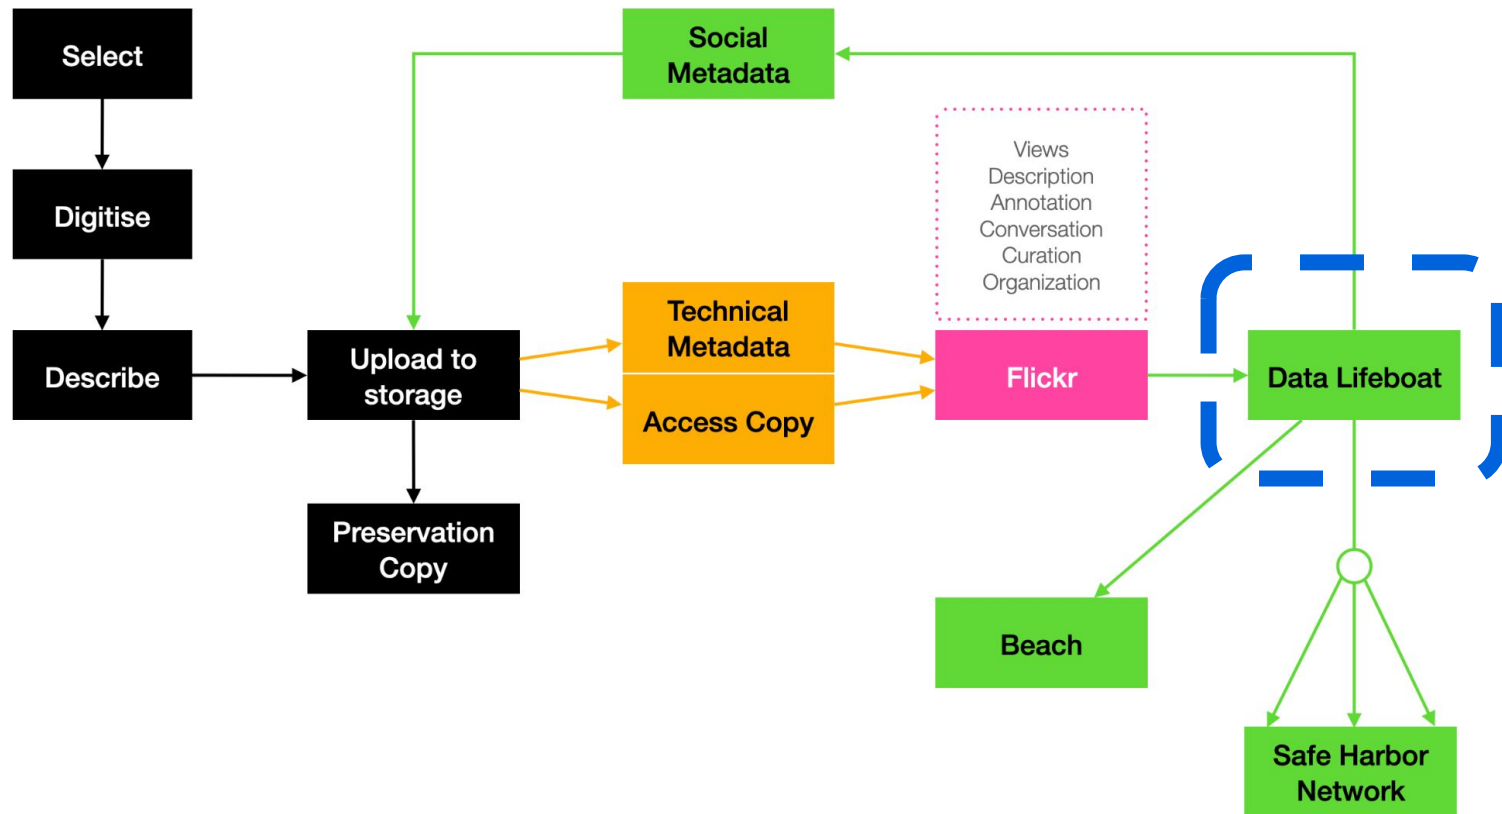 Select
Digitise
Describe
Upload to
storage
Preservation
Copy
Social
Metadata
Technical
Metadata
Access Copy
Views
Description
Annotation
Conversation
Curation
Organization
Flickr
Data Lifeboat
Beach
Safe Harbor
Network